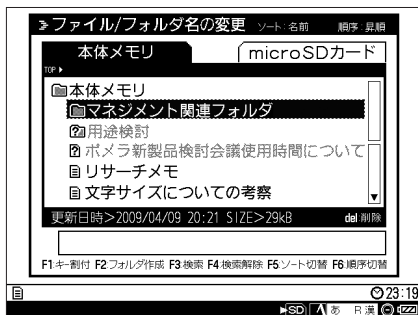 ファイル/フォルダ名の変更 ソート:名前 順序:昇順
本体メモリ microSDカード
TOP
本体メモリ
マネジメント関連フォルダ
用途検討
ポメラ新製品検討会議使用時間について
リサーチメモ
文字サイズについての考察
更新日時>2009/04/09 20:21 SIZE>29kB del:削除
F1:キー割付 F2:フォルダ作成 F3:検索 F4:検索解除 F5:ソート切替 F6:順序切替
23:19
SD あ R漢